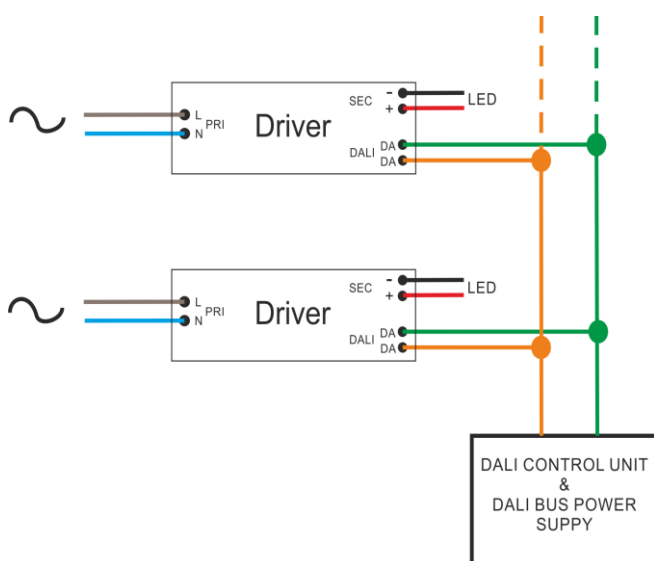 SEC - LED
+
L PRI
Driver
N
DALI DA
DA
SEC - LED
+
L PRI
Driver
N
DALI DA
DA
DALI CONTROL UNIT
&
DALI BUS POWER
SUPPY